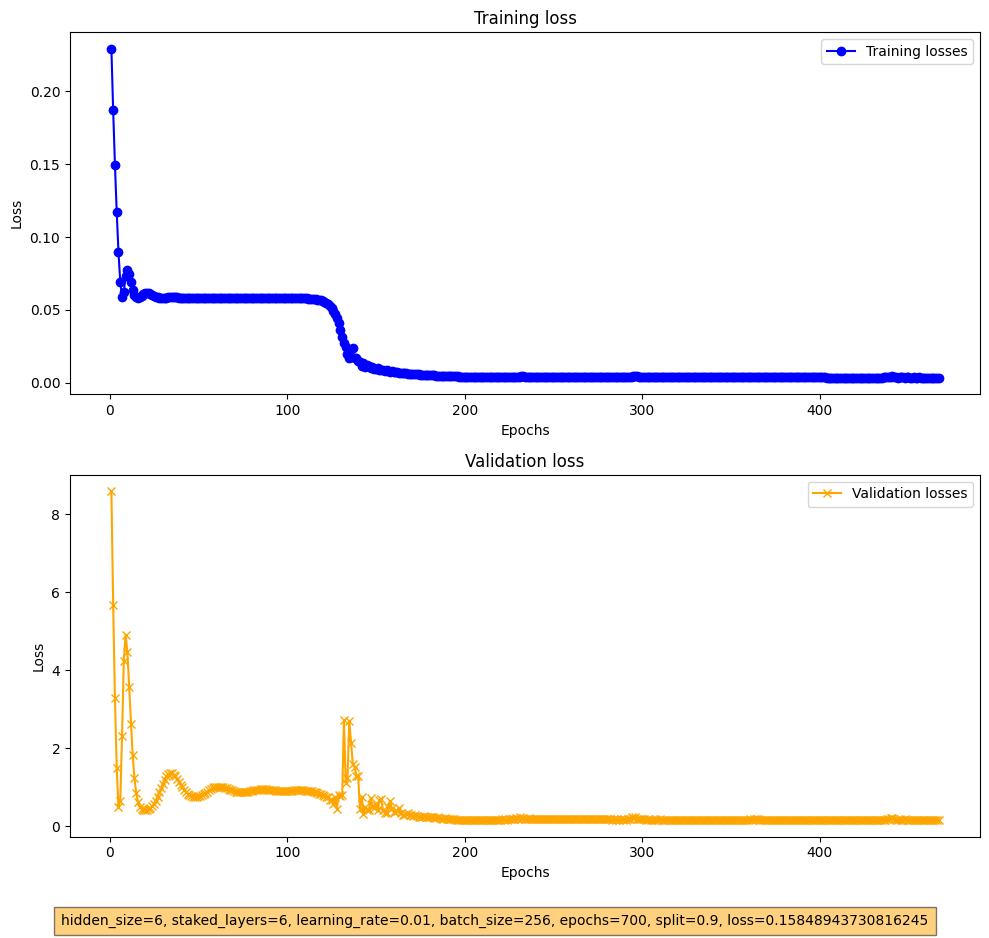 Training loss
Training losses
0.20
0.15
0.10
0.05
0.00
Loss
0 100 200 300 400
Epochs
Validation loss
Validation losses
8
6
4
2
0
Loss
0 100 200 300 400
Epochs
hidden_size=6, staked_layers=6, learning_rate=0.01, batch_size=256, epochs=700, split=0.9, loss=0.15848943730816245